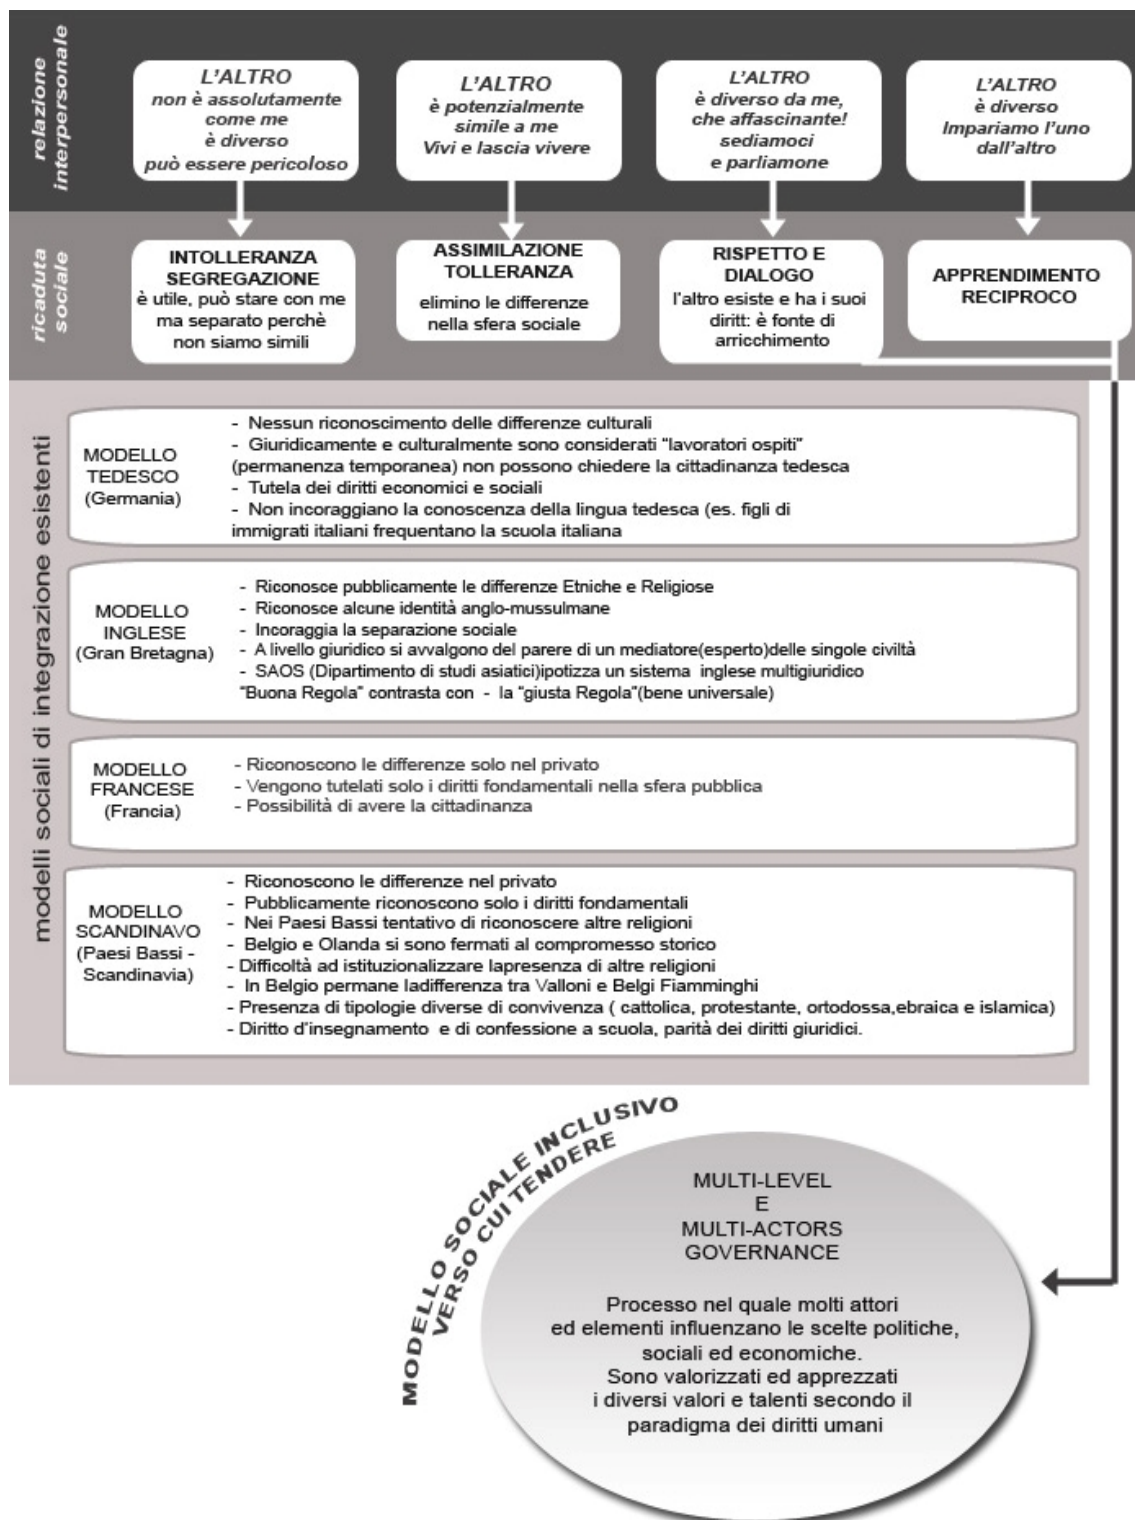 relazione
interpersonale
L'ALTRO
non è assolutamente
come me
è diverso
può essere pericoloso
L'ALTRO
è potenzialmente
simile a me
Vivi e lascia vivere
L'ALTRO
è diverso da me,
che affascinante!
sediamoci
e parliamone
L'ALTRO
è diverso
Impariamo l'uno
dall'altro
ricaduta
sociale
INTOLLERANZA
SEGREGAZIONE
è utile, può stare con me
ma separato perchè
non siamo simili
ASSIMILAZIONE
TOLLERANZA
elimino le differenze
nella sfera sociale
RISPETTO E
DIALOGO
l'altro esiste e ha i suoi
diritt: è fonte di
arricchimento
APPRENDIMENTO
RECIPROCO
modelli sociali di integrazione esistenti
MODELLO
TEDESCO
(Germania)
- Nessun riconoscimento delle differenze culturali
- Giuridicamente e culturalmente sono considerati "lavoratori ospiti"
(permanenza temporanea) non possono chiedere la cittadinanza tedesca
- Tutela dei diritti economici e sociali
- Non incoraggiano la conoscenza della lingua tedesca (es. figli di
immigrati italiani frequentano la scuola italiana
MODELLO
INGLESE
(Gran Bretagna)
- Riconosce pubblicamente le differenze Etniche e Religiose
- Riconosce alcune identità anglo-mussulmane
- Incoraggia la separazione sociale
- A livello giuridico si avvalgono del parere di un mediatore(esperto)delle singole civiltà
- SAOS (Dipartimento di studi asiatici)ipotizza un sistema inglese multigiuridico
"Buona Regola" contrasta con - la "giusta Regola"(bene universale)
MODELLO
FRANCESE
(Francia)
- Riconoscono le differenze solo nel privato
- Vengono tutelati solo i diritti fondamentali nella sfera pubblica
- Possibilità di avere la cittadinanza
MODELLO
SCANDINAVO
(Paesi Bassi -
Scandinavia)
- Riconoscono le differenze nel privato
- Pubblicamente riconoscono solo i diritti fondamentali
- Nei Paesi Bassi tentativo di riconoscere altre religioni
- Belgio e Olanda si sono fermati al compromesso storico
- Difficoltà ad istituzionalizzare lapresenza di altre religioni
- In Belgio permane ladifferenza tra Valloni e Belgi Fiamminghi
- Presenza di tipologie diverse di convivenza ( cattolica, protestante, ortodossa,ebraica e islamica)
- Diritto d'insegnamento e di confessione a scuola, parità dei diritti giuridici.
MODELLO SOCIALE INCLUSIVO
VERSO CUI TENDERE
MULTI-LEVEL
E
MULTI-ACTORS
GOVERNANCE
Processo nel quale molti attori
ed elementi influenzano le scelte politiche,
sociali ed economiche.
Sono valorizzati ed apprezzati
i diversi valori e talenti secondo il
paradigma dei diritti umani